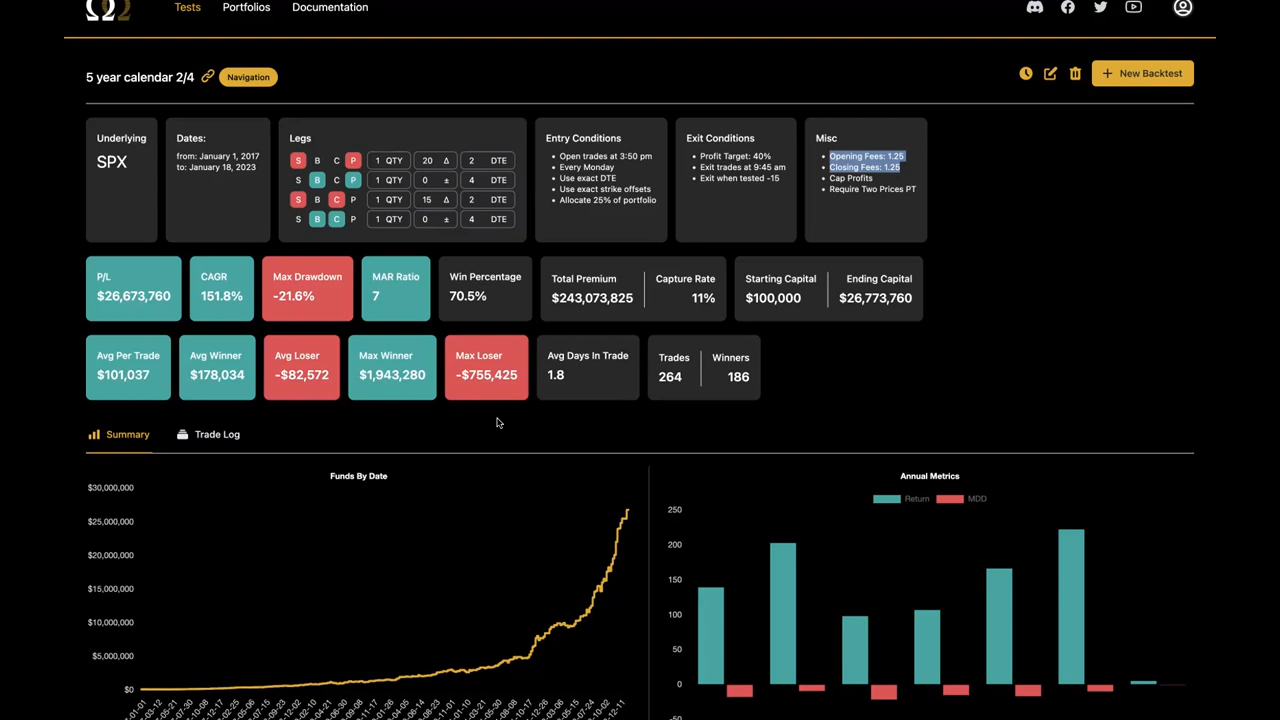 ΩΩ
Tests Portfolios Documentation
5 year calendar 2/4 Navigation
+ New Backtest
Underlying
SPX
Dates:
from: January 1, 2017
to: January 18, 2023
Legs
S B C P 1 QTY 20 Δ 2 DTE
S B C P 1 QTY 0 ± 4 DTE
S B C P 1 QTY 15 Δ 2 DTE
S B C P 1 QTY 0 ± 4 DTE
Entry Conditions
• Open trades at 3:50 pm
• Every Monday
• Use exact DTE
• Use exact strike offsets
• Allocate 25% of portfolio
Exit Conditions
• Profit Target: 40%
• Exit trades at 9:45 am
• Exit when tested -15
Misc
• Opening Fees: 1.25
• Closing Fees: 1.25
• Cap Profits
• Require Two Prices PT
P/L
$26,673,760
CAGR
151.8%
Max Drawdown
-21.6%
MAR Ratio
7
Win Percentage
70.5%
Total Premium
$243,073,825
Capture Rate
11%
Starting Capital
$100,000
Ending Capital
$26,773,760
Avg Per Trade
$101,037
Avg Winner
$178,034
Avg Loser
-$82,572
Max Winner
$1,943,280
Max Loser
-$755,425
Avg Days In Trade
1.8
Trades
264
Winners
186
Summary
Trade Log
Funds By Date
$30,000,000
$25,000,000
$20,000,000
$15,000,000
$10,000,000
$5,000,000
$0
Annual Metrics
Return MDD
250
200
150
100
50
0
-50